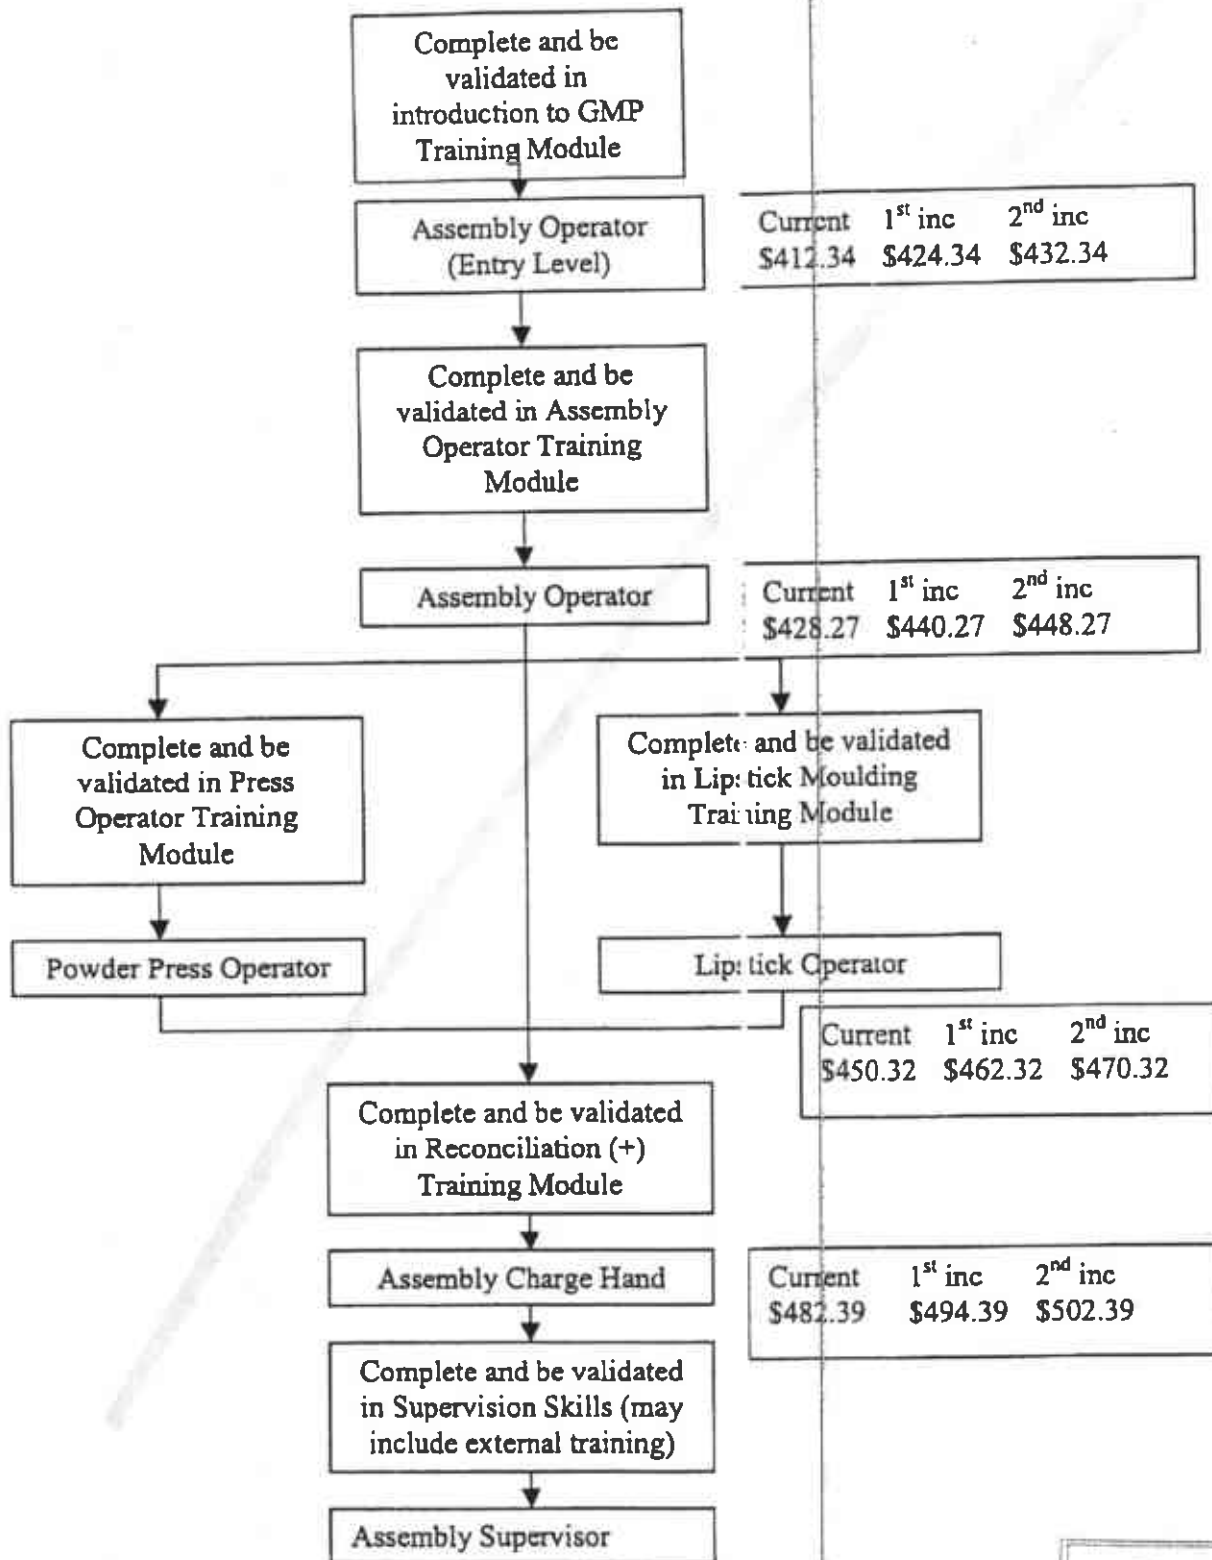 Complete and be
validated in
introduction to GMP
Training Module
Assembly Operator
(Entry Level)
Current 1st inc 2nd inc
$412.34 $424.34 $432.34
Complete and be
validated in Assembly
Operator Training
Module
Assembly Operator
Current 1st inc 2nd inc
$428.27 $440.27 $448.27
Complete and be
validated in Press
Operator Training
Module
Complete and be validated
in Lipstick Moulding
Training Module
Powder Press Operator
Lipstick Operator
Current 1st inc 2nd inc
$450.32 $462.32 $470.32
Complete and be validated
in Reconciliation (+)
Training Module
Assembly Charge Hand
Current 1st inc 2nd inc
$482.39 $494.39 $502.39
Complete and be validated
in Supervision Skills (may
include external training)
Assembly Supervisor